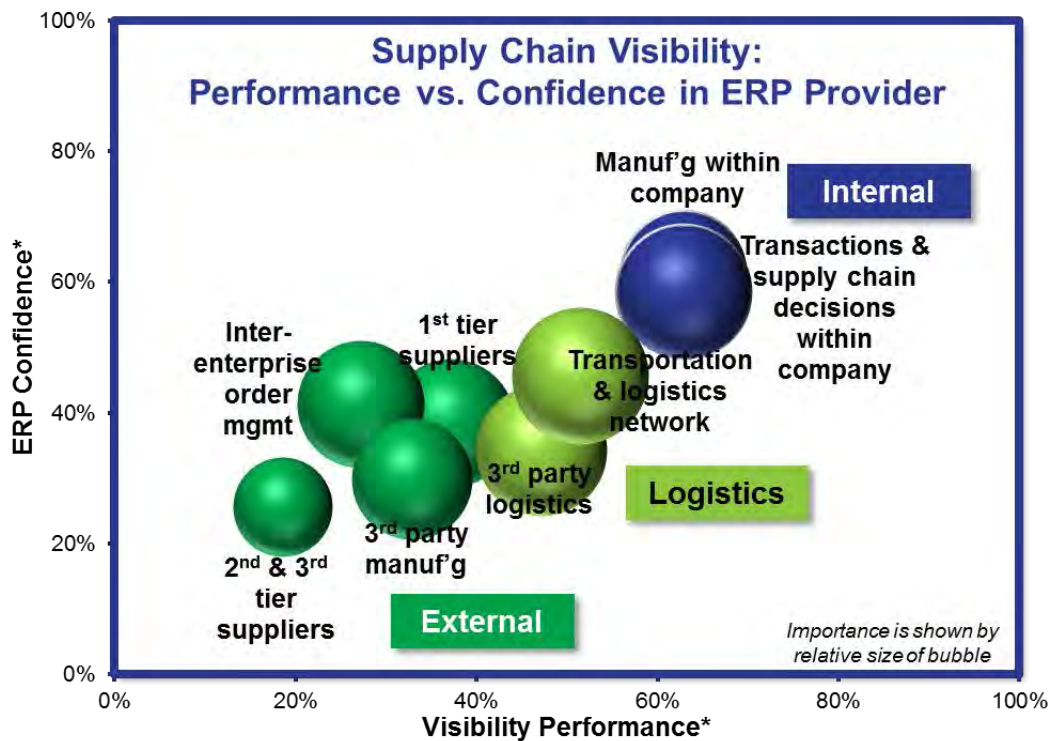 Supply Chain Visibility:
Performance vs. Confidence in ERP Provider
100%
80%
60%
40%
20%
0%
ERP Confidence*
Manuf'g within
company
Internal
Transactions &
supply chain
decisions
within
company
1st tier
suppliers
Inter-
enterprise
order
mgmt
Transportation
& logistics
network
3rd party
logistics
Logistics
3rd party
manuf'g
2nd & 3rd
tier
suppliers
External
Importance is shown by
relative size of bubble
0%
20%
40%
60%
80%
100%
Visibility Performance*